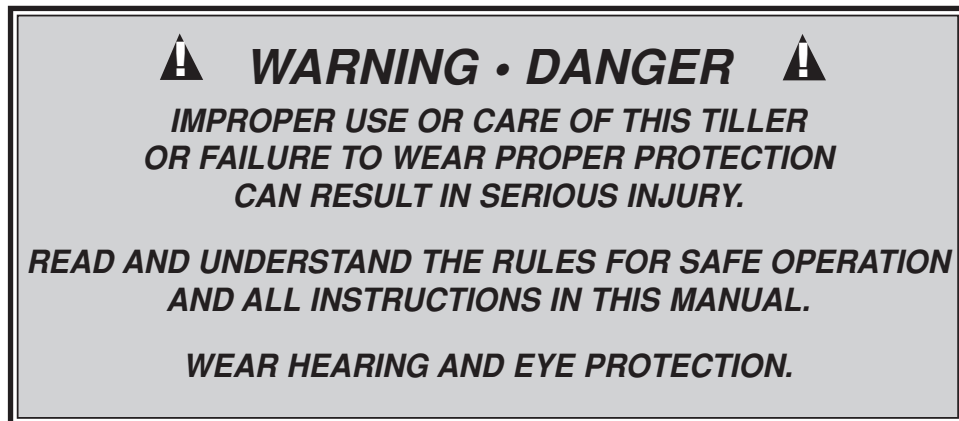 WARNING • DANGER
IMPROPER USE OR CARE OF THIS TILLER
OR FAILURE TO WEAR PROPER PROTECTION
CAN RESULT IN SERIOUS INJURY.
READ AND UNDERSTAND THE RULES FOR SAFE OPERATION
AND ALL INSTRUCTIONS IN THIS MANUAL.
WEAR HEARING AND EYE PROTECTION.